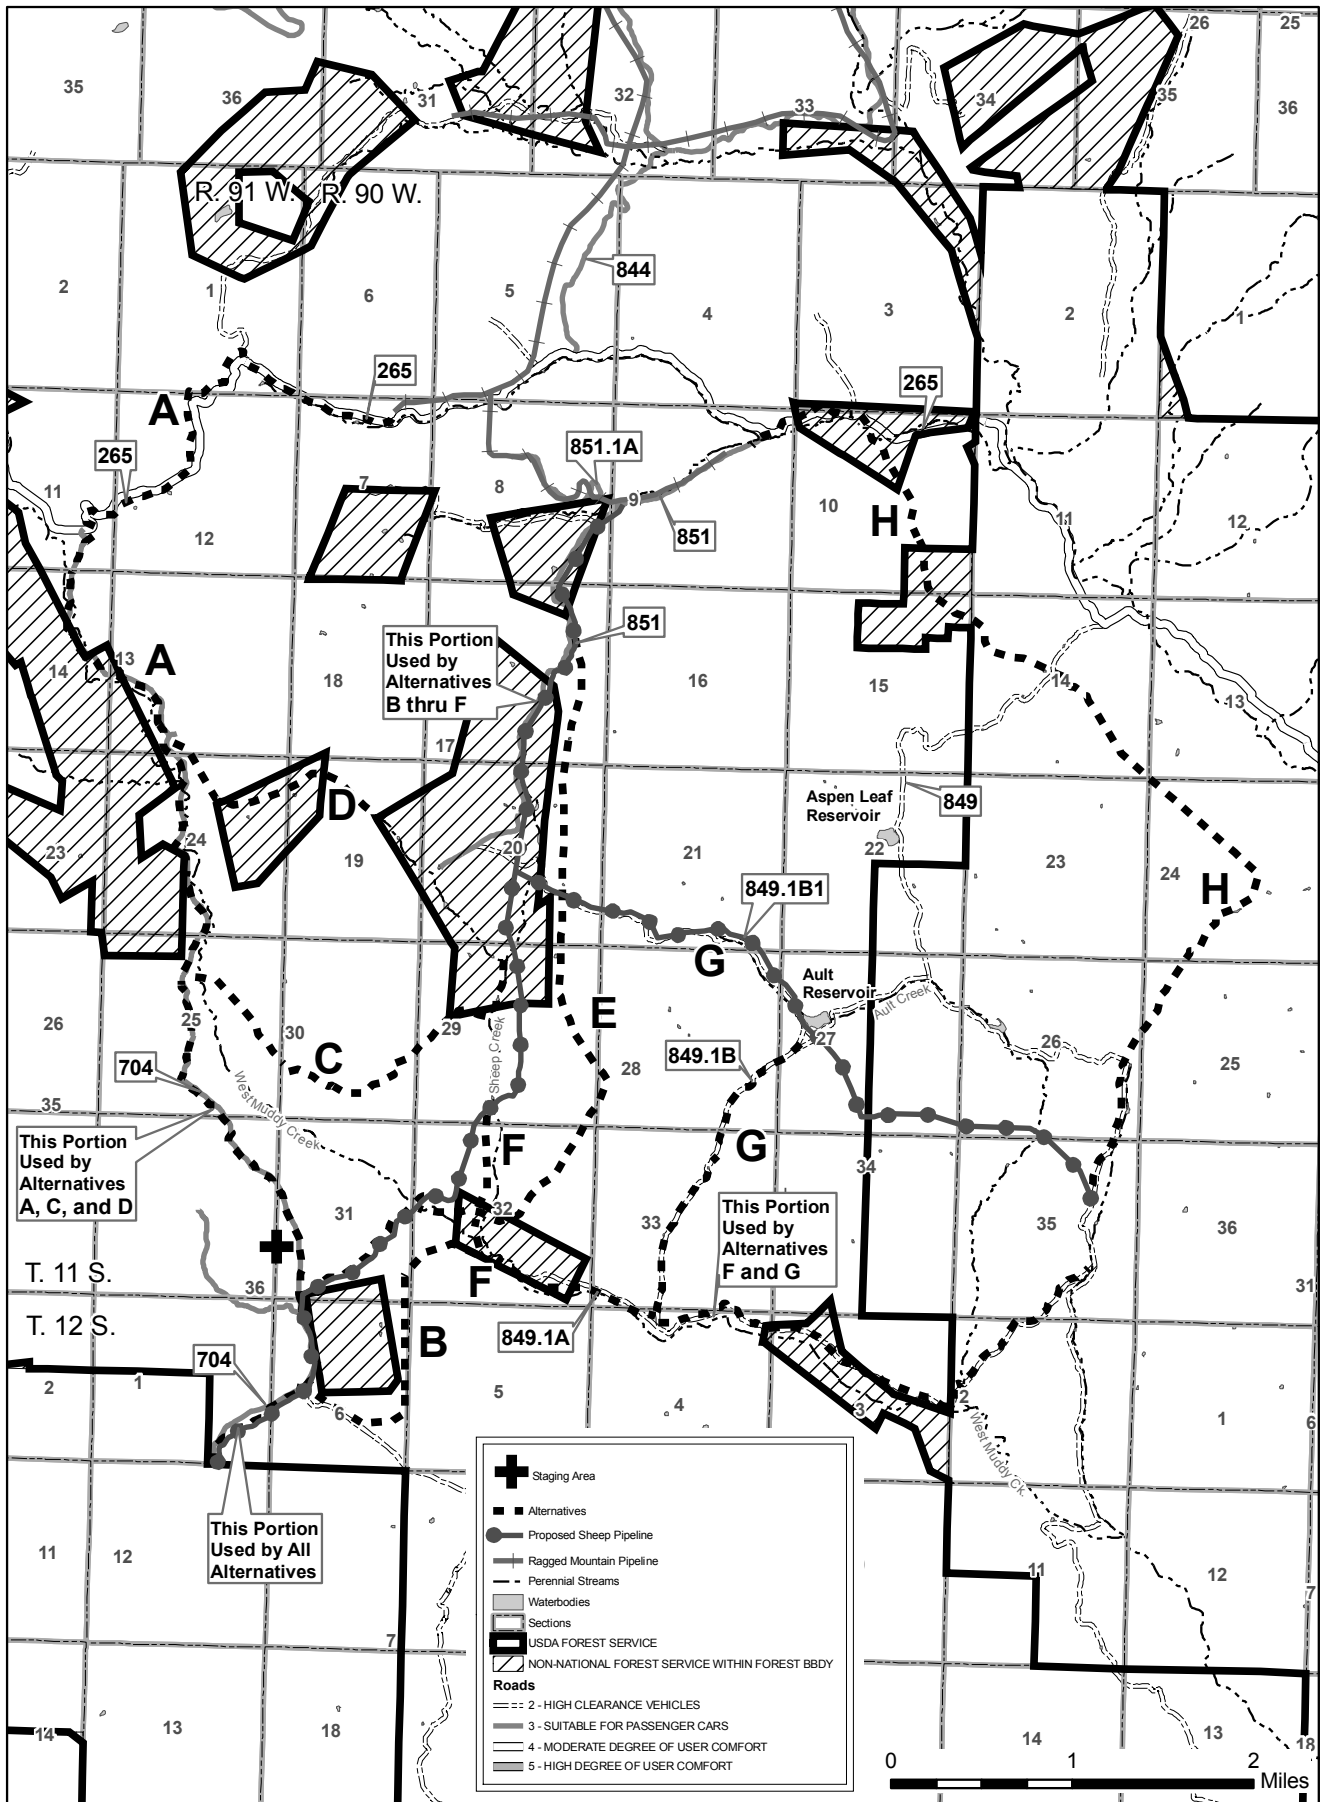 26
25
35
36
31
32
33
34
35
36
R. 91 W.
R. 90 W.
844
2
1
6
5
4
3
2
1
265
A
265
265
851.1A
11
12
7
8
9
851
10
H
11
12
851
This Portion
Used by
Alternatives
B thru F
14
13
A
18
17
16
15
14
13
Aspen Leaf
Reservoir
849
D
23
24
19
20
21
22
23
24
H
849.1B1
G
Ault
Reservoir
Ault Creek
E
26
25
30
29
28
27
26
25
C
Sheep Creek
849.1B
704
West Muddy Creek
35
This Portion
Used by
Alternatives
A, C, and D
F
G
34
This Portion
Used by
Alternatives
F and G
31
32
33
35
36
T. 11 S.
36
F
31
T. 12 S.
B
849.1A
704
2
1
6
5
4
3
2
1
6
West Muddy Ck.
This Portion
Used by All
Alternatives
11
12
7
11
12
7
14
13
18
14
13
18
Staging Area
Alternatives
Proposed Sheep Pipeline
Ragged Mountain Pipeline
Perennial Streams
Waterbodies
Sections
USDA FOREST SERVICE
NON-NATIONAL FOREST SERVICE WITHIN FOREST BBDY
Roads
2 - HIGH CLEARANCE VEHICLES
3 - SUITABLE FOR PASSENGER CARS
4 - MODERATE DEGREE OF USER COMFORT
5 - HIGH DEGREE OF USER COMFORT
0 1 2
Miles